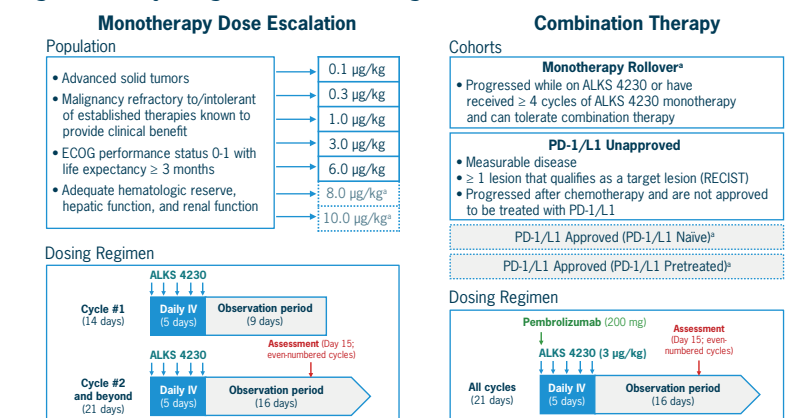 Monotherapy Dose Escalation
Population
• Advanced solid tumors
• Malignancy refractory to/intolerant
of established therapies known to
provide clinical benefit
• ECOG performance status 0-1 with
life expectancy ≥ 3 months
• Adequate hematologic reserve,
hepatic function, and renal function
0.1 µg/kg
0.3 µg/kg
1.0 µg/kg
3.0 µg/kg
6.0 µg/kg
8.0 µg/kgᵃ
10.0 µg/kgᵃ
Dosing Regimen
ALKS 4230
Cycle #1
(14 days)
Daily IV
(5 days)
Observation period
(9 days)
Assessment (Day 15;
even-numbered cycles)
ALKS 4230
Cycle #2
and beyond
(21 days)
Daily IV
(5 days)
Observation period
(16 days)
Combination Therapy
Cohorts
Monotherapy Rolloverᵃ
• Progressed while on ALKS 4230 or have
received ≥ 4 cycles of ALKS 4230 monotherapy
and can tolerate combination therapy
PD-1/L1 Unapproved
• Measurable disease
• ≥ 1 lesion that qualifies as a target lesion (RECIST)
• Progressed after chemotherapy and are not approved
to be treated with PD-1/L1
PD-1/L1 Approved (PD-1/L1 Naïve)ᵃ
PD-1/L1 Approved (PD-1/L1 Pretreated)ᵃ
Dosing Regimen
Pembrolizumab (200 mg)
Assessment
(Day 15; even-
numbered cycles)
ALKS 4230 (3 µg/kg)
All cycles
(21 days)
Daily IV
(5 days)
Observation period
(16 days)